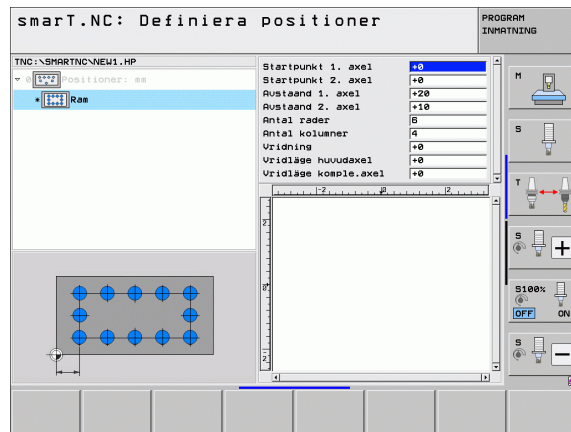 smarT.NC: Definiera positioner
PROGRAM
INMATNING
TNC:\SMARTNC\NEW1.HP
0 Positioner: mm
* Ram
Startpunkt 1. axel +0
Startpunkt 2. axel +0
Avstaand 1. axel +20
Avstaand 2. axel +10
Antal rader 6
Antal kolumner 4
Vridning +0
Vridläge huvudaxel +0
Vridläge komple.axel +0
M
S
T
S
S100%
OFF ON
S